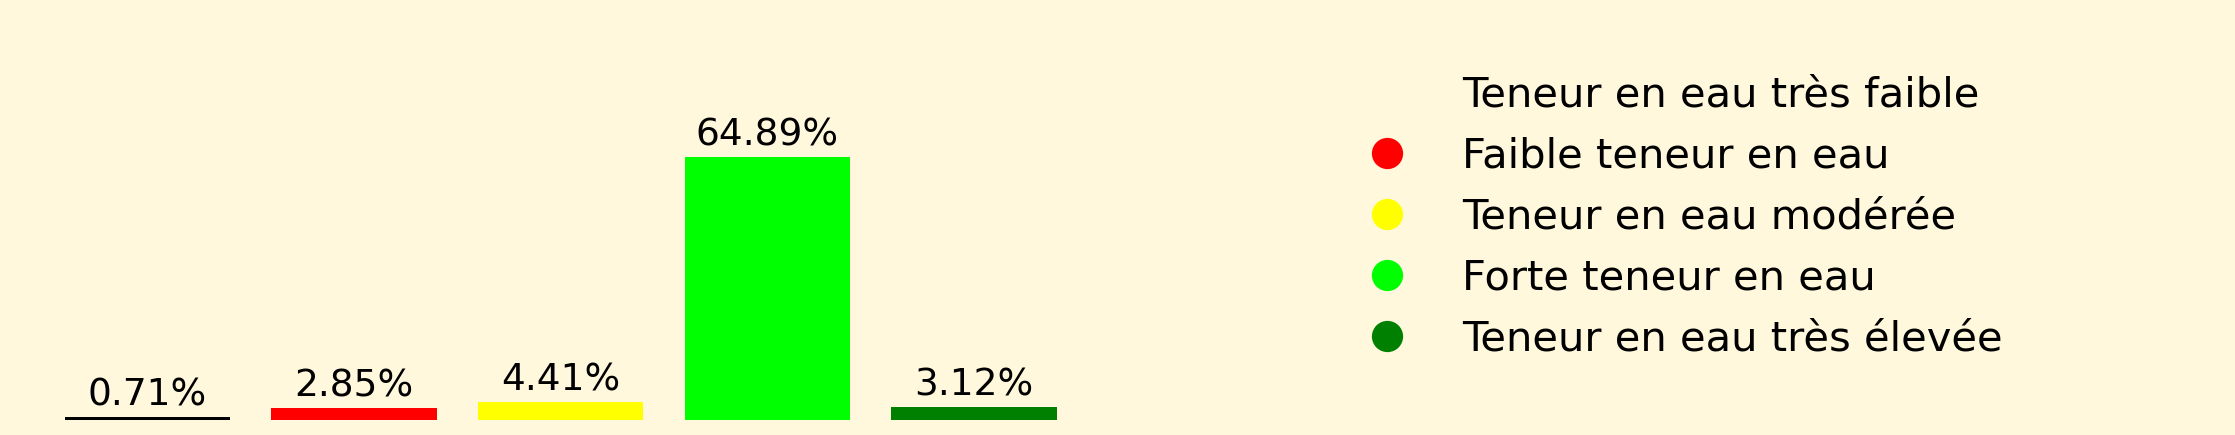 64.89%
0.71%
2.85%
4.41%
3.12%
Teneur en eau très faible
Faible teneur en eau
Teneur en eau modérée
Forte teneur en eau
Teneur en eau très élevée